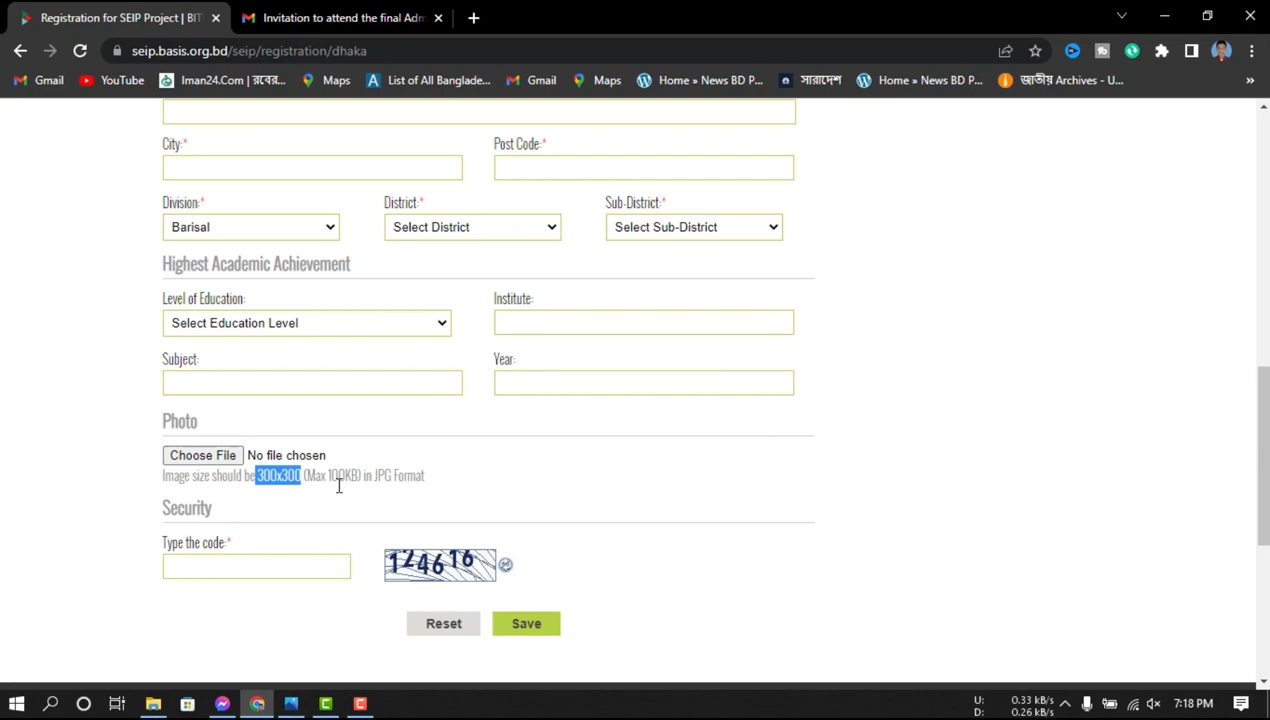 Registration for SEIP Project | BIT
Invitation to attend the final Adm
seip.basis.org.bd/seip/registration/dhaka
Gmail YouTube Iman24.Com | রবের... Maps List of All Banglade... Gmail Maps Home » News BD P... সারাদেশ Home » News BD P... জাতীয় Archives - U... »
City:* Post Code:*
Division:* District:* Sub-District:*
Barisal Select District Select Sub-District
Highest Academic Achievement
Level of Education: Institute:
Select Education Level
Subject: Year:
Photo
Choose File No file chosen
Image size should be 300x300 (Max 100KB) in JPG Format
Security
Type the code:*
124616
Reset Save
U: 0.33 kB/s
D: 0.26 kB/s
7:18 PM